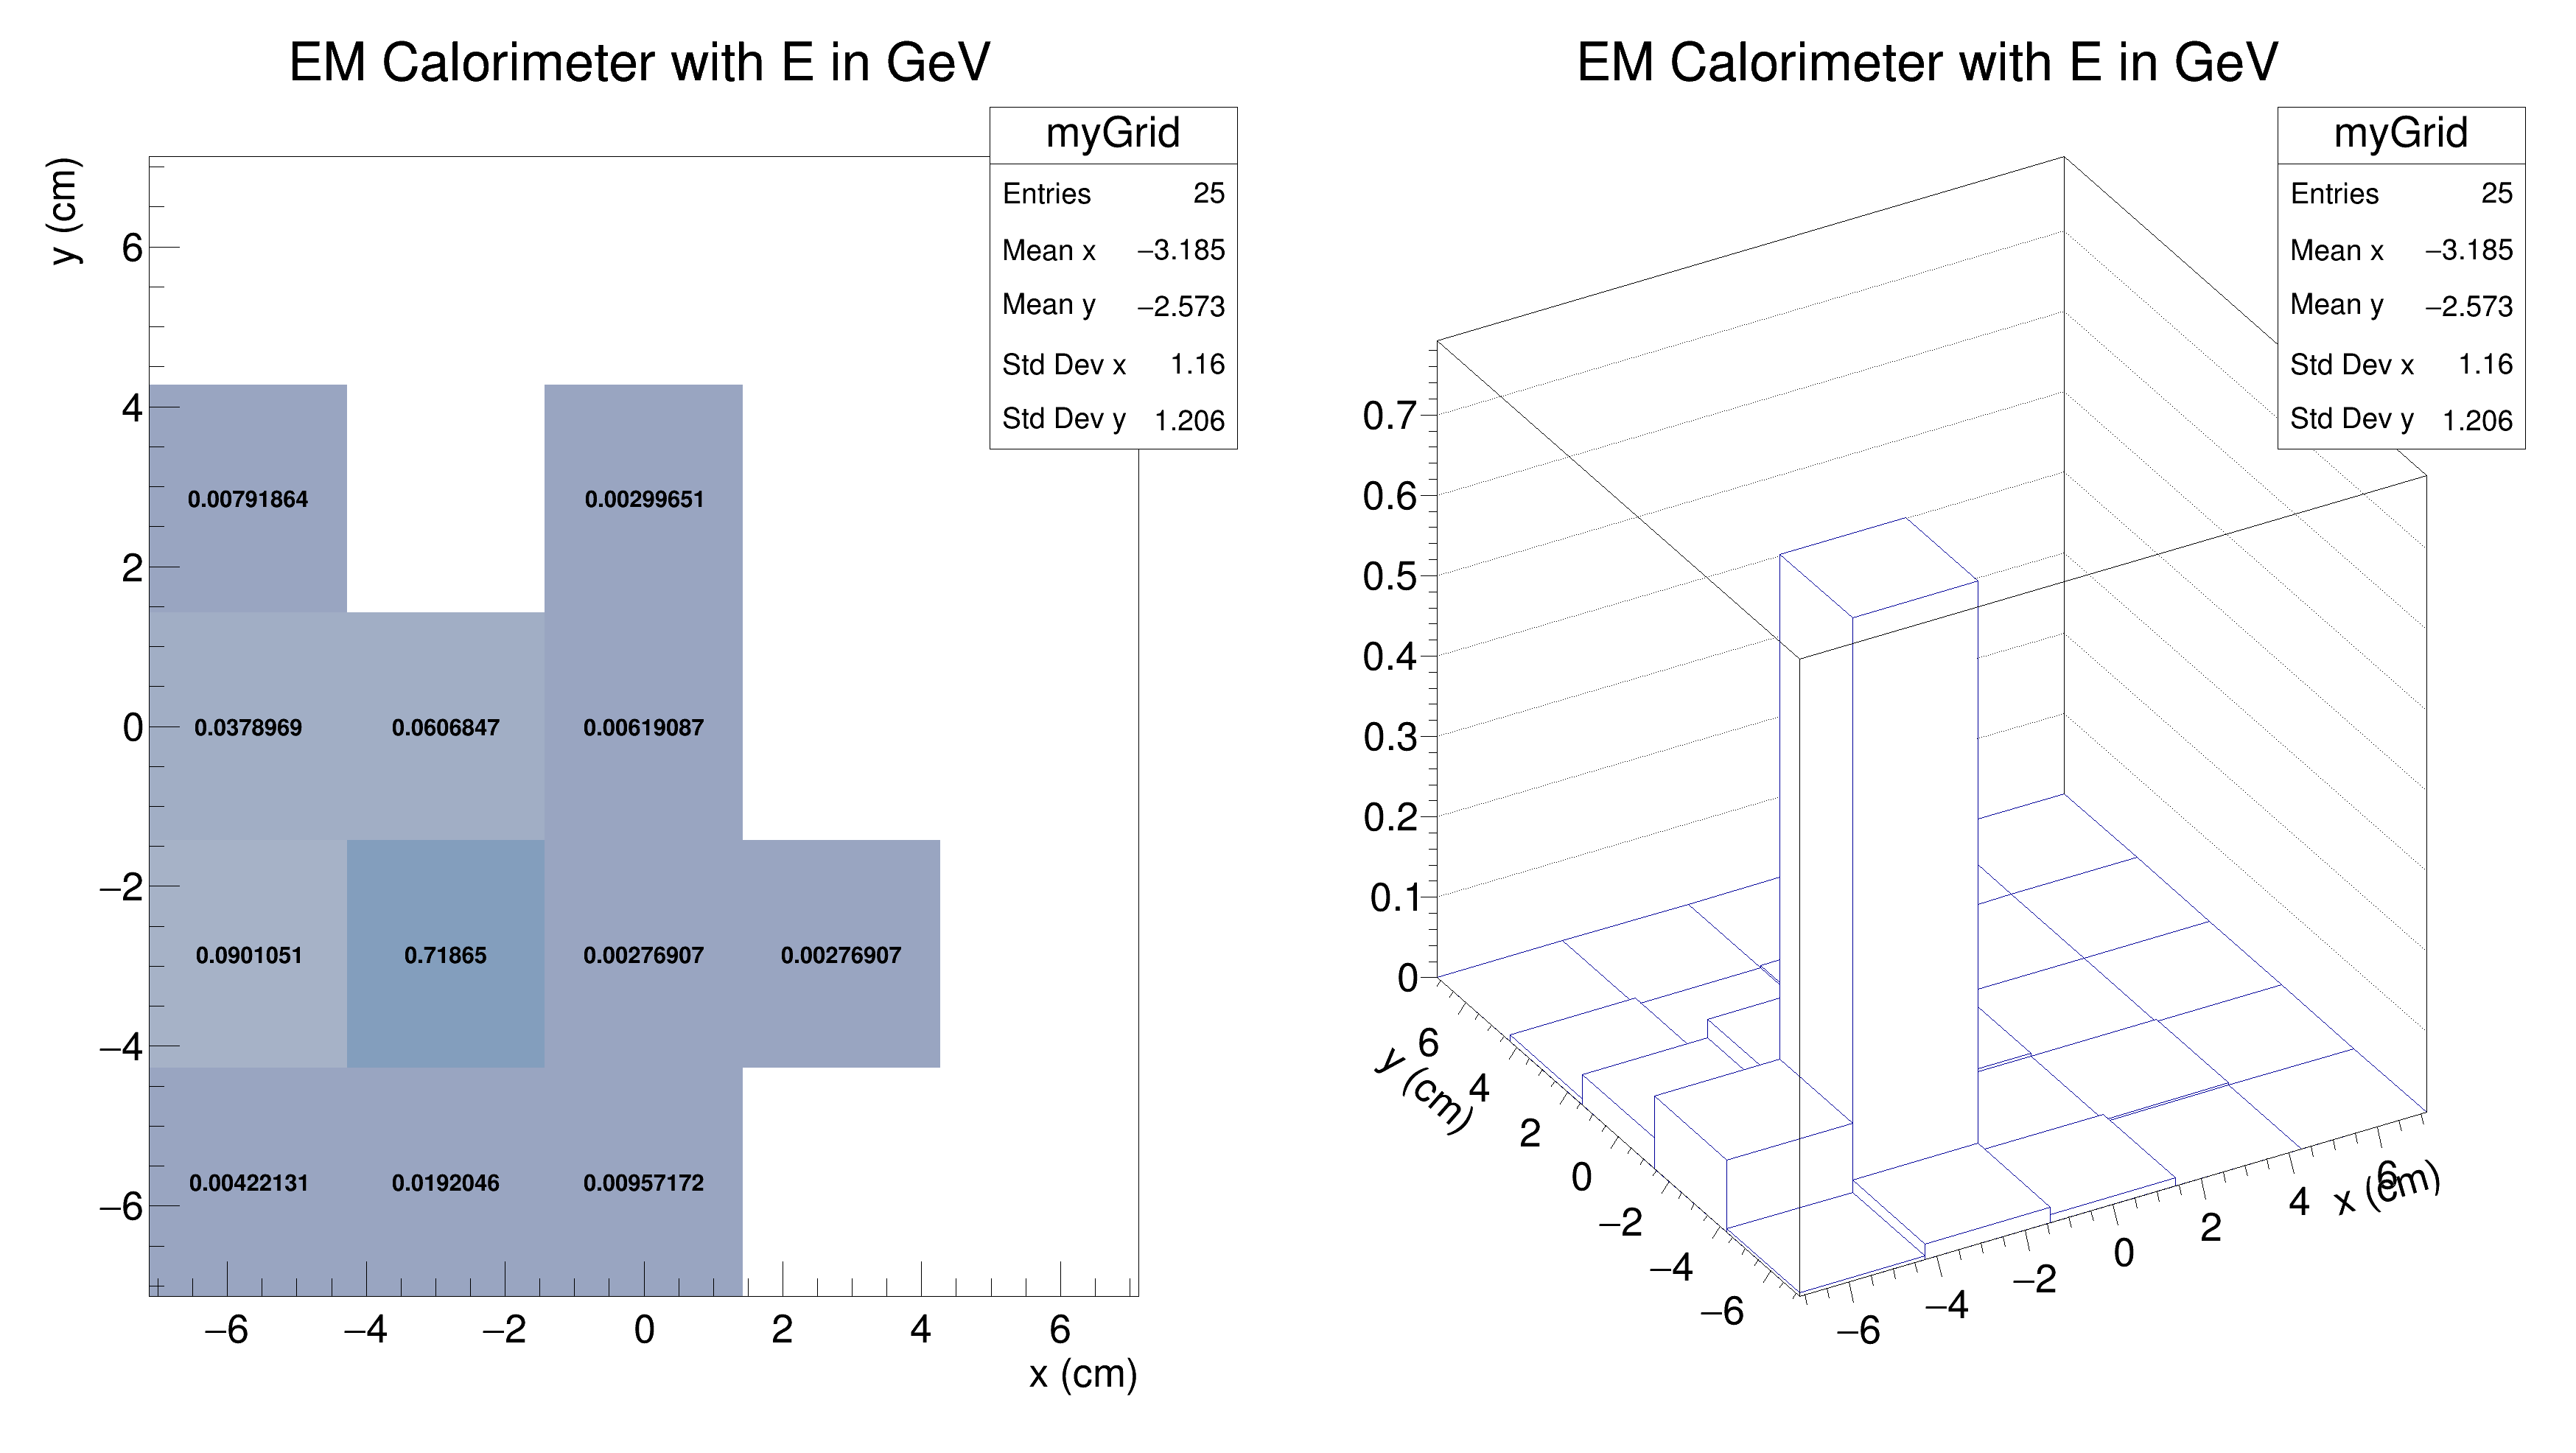 EM Calorimeter with E in GeV
myGrid
Entries 25
Mean x −3.185
Mean y −2.573
Std Dev x 1.16
Std Dev y 1.206
y (cm)
6
4
2
0
−2
−4
−6
0.00791864 0.00299651
0.0378969 0.0606847 0.00619087
0.0901051 0.71865 0.00276907 0.00276907
0.00422131 0.0192046 0.00957172
−6 −4 −2 0 2 4 6
x (cm)
EM Calorimeter with E in GeV
myGrid
Entries 25
Mean x −3.185
Mean y −2.573
Std Dev x 1.16
Std Dev y 1.206
0.7
0.6
0.5
0.4
0.3
0.2
0.1
0
y (cm)
6
4
2
0
−2
−4
−6
−6 −4 −2 0 2 4 6
x (cm)